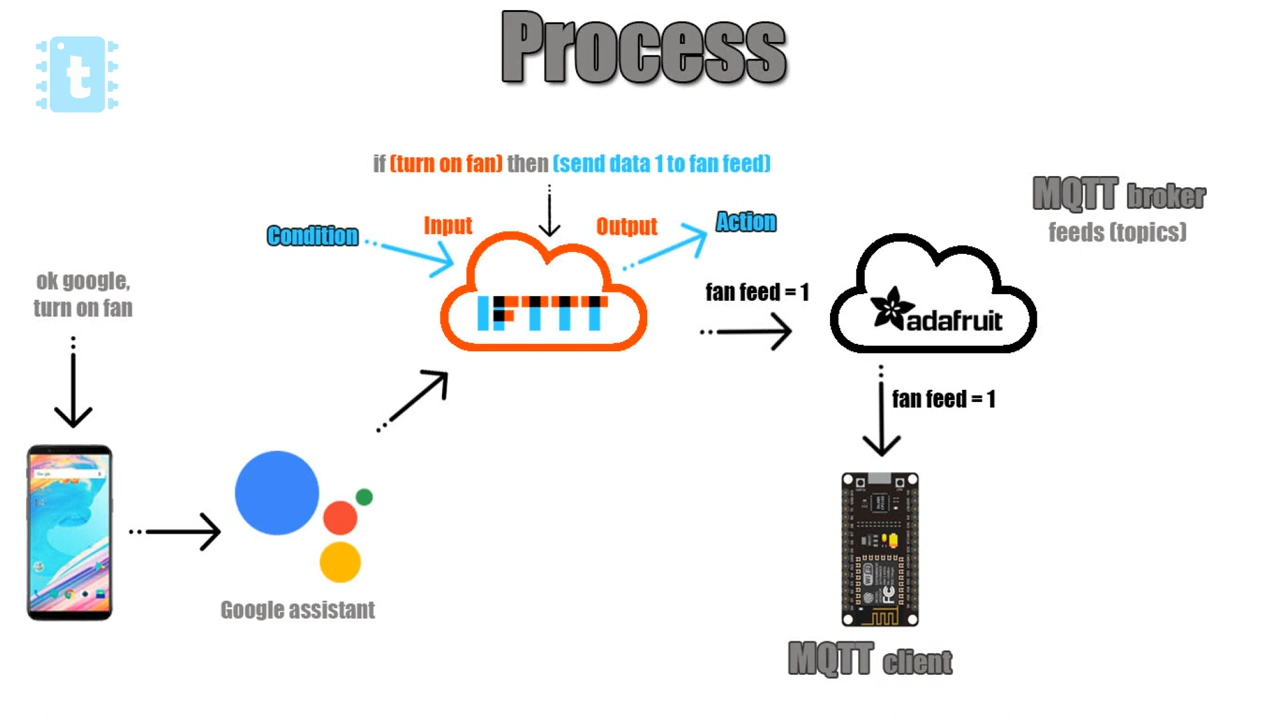 Process
t
if (turn on fan) then (send data 1 to fan feed)
Condition
Input
Output
Action
MQTT broker
feeds (topics)
ok google,
turn on fan
IFTTT
fan feed = 1
adafruit
fan feed = 1
Google assistant
MQTT client